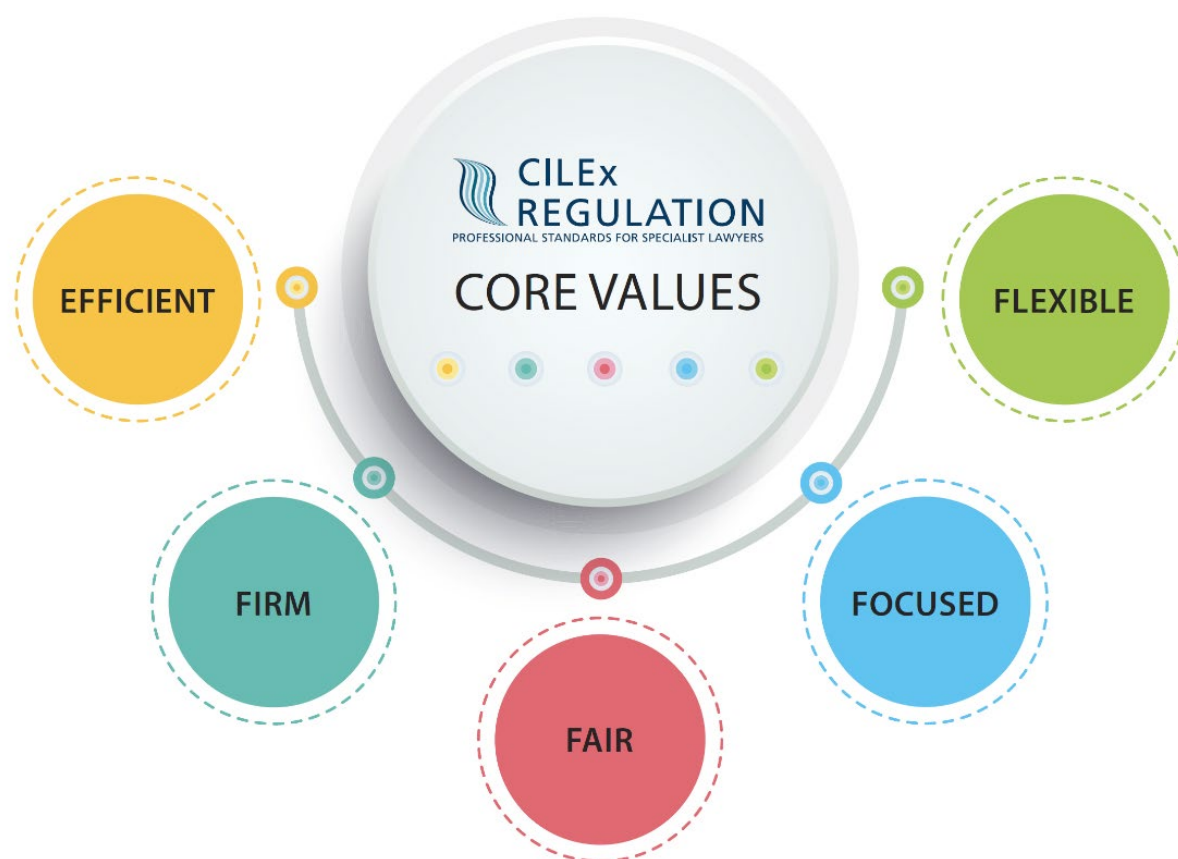 CILEx
REGULATION
PROFESSIONAL STANDARDS FOR SPECIALIST LAWYERS
CORE VALUES
EFFICIENT
FIRM
FAIR
FOCUSED
FLEXIBLE